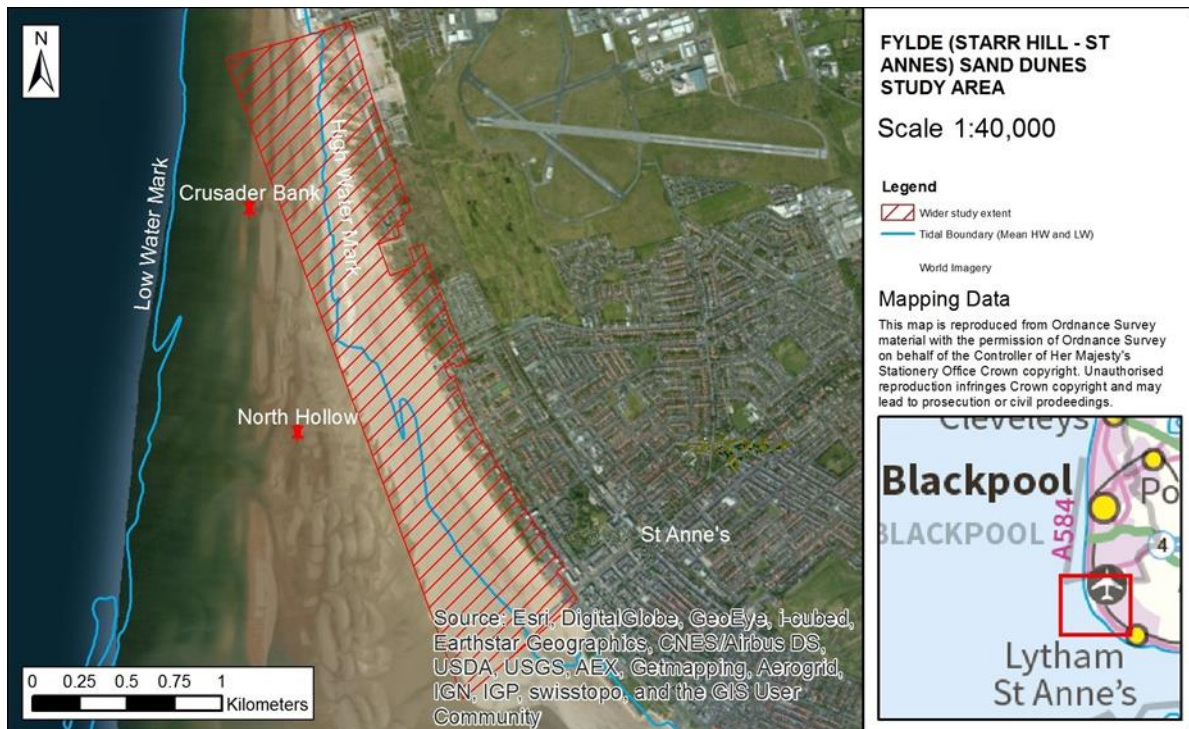 N
Crusader Bank
High Water Mark
Low Water Mark
North Hollow
St Anne's
Source: Esri, DigitalGlobe, GeoEye, i-cubed,
Earthstar Geographics, CNES/Airbus DS,
USDA, USGS, AEX, Getmapping, Aerogrid,
IGN, IGP, swisstopo, and the GIS User
Community
0 0.25 0.5 0.75 1
Kilometers
FYLDE (STARR HILL - ST
ANNES) SAND DUNES
STUDY AREA
Scale 1:40,000
Legend
Wider study extent
Tidal Boundary (Mean HW and LW)
World Imagery
Mapping Data
This map is reproduced from Ordnance Survey
material with the permission of Ordnance Survey
on behalf of the Controller of Her Majesty's
Stationery Office Crown copyright. Unauthorised
reproduction infringes Crown copyright and may
lead to prosecution or civil prodeedings.
Cleveleys
Blackpool
Po
BLACKPOOL
A584
4
Lytham
St Anne's